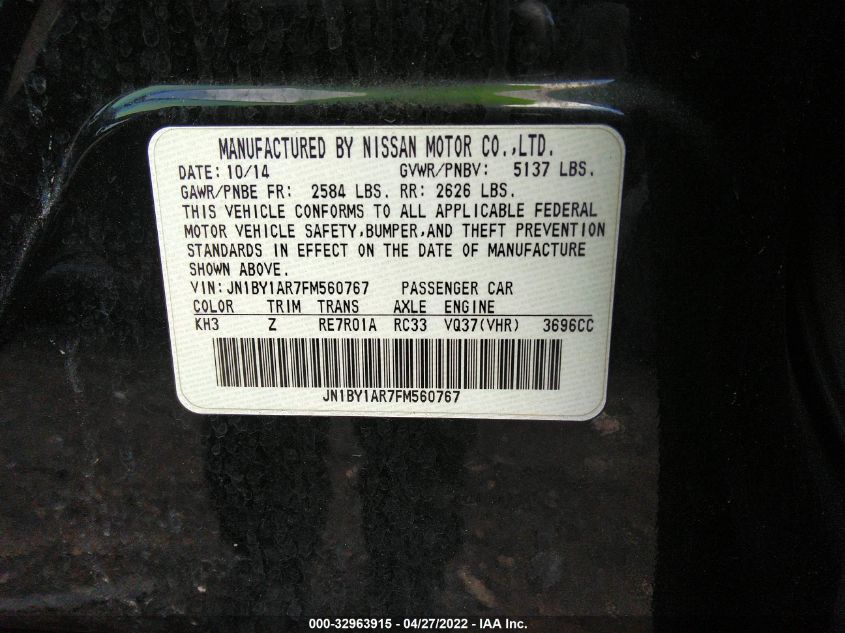 MANUFACTURED BY NISSAN MOTOR CO.,LTD.
DATE: 10/14 GVWR/PNBV: 5137 LBS.
GAWR/PNBE FR: 2584 LBS. RR: 2626 LBS.
THIS VEHICLE CONFORMS TO ALL APPLICABLE FEDERAL
MOTOR VEHICLE SAFETY,BUMPER,AND THEFT PREVENTION
STANDARDS IN EFFECT ON THE DATE OF MANUFACTURE
SHOWN ABOVE.
VIN: JN1BY1AR7FM560767 PASSENGER CAR
COLOR TRIM TRANS AXLE ENGINE
KH3 Z RE7R01A RC33 VQ37(VHR) 3696CC
JN1BY1AR7FM560767
000-32963915 - 04/27/2022 - IAA Inc.